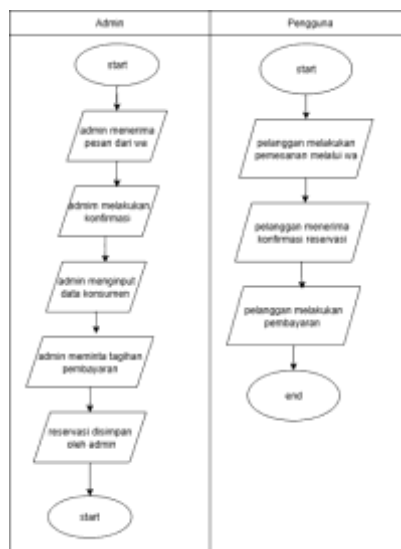 Admin
Pengguna
start
admin menerima
pesan dari wa
admim melakukan
konfirmasi
admin menginput
data konsumen
admin meminta tagihan
pembayaran
reservasi disimpan
oleh admin
start
start
pelanggan melakukan
pemesanan melalui wa
pelanggan menerima
konfirmasi reservasi
pelanggan melakukan
pembayaran
end